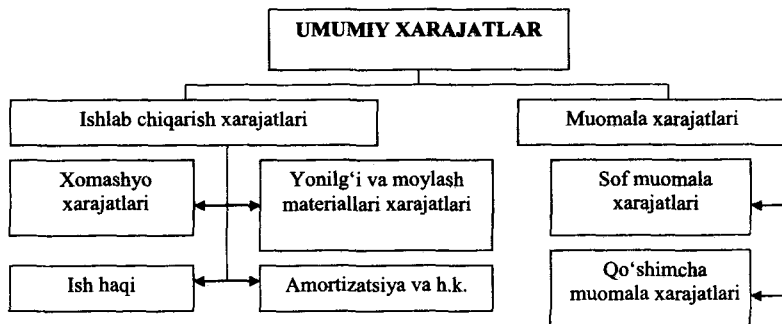 UMUMIY XARAJATLAR
Ishlab chiqarish xarajatlari
Muomala xarajatlari
Xomashyo
xarajatlari
Yonilg‘i va moylash
materiallari xarajatlari
Sof muomala
xarajatlari
Ish haqi
Amortizatsiya va h.k.
Qo‘shimcha
muomala xarajatlari